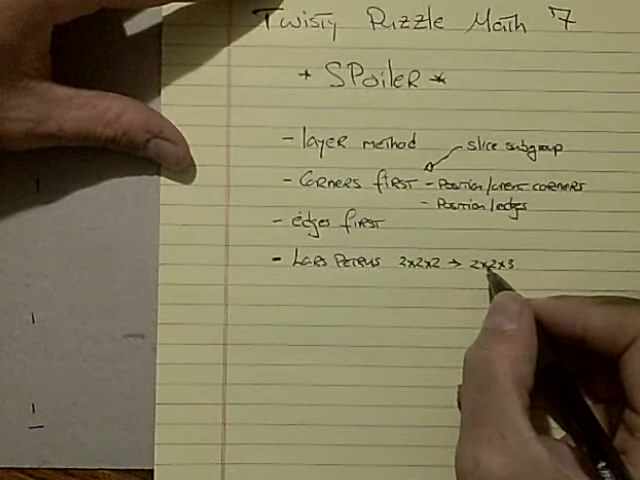 Twisty Puzzle Math 7
* SPoiler *
- layer method
slice subgroup
- Corners first - Position/orient corners
- Position/edges
- edges first
- Lars Petrus 2x2x2 → 2x2x3